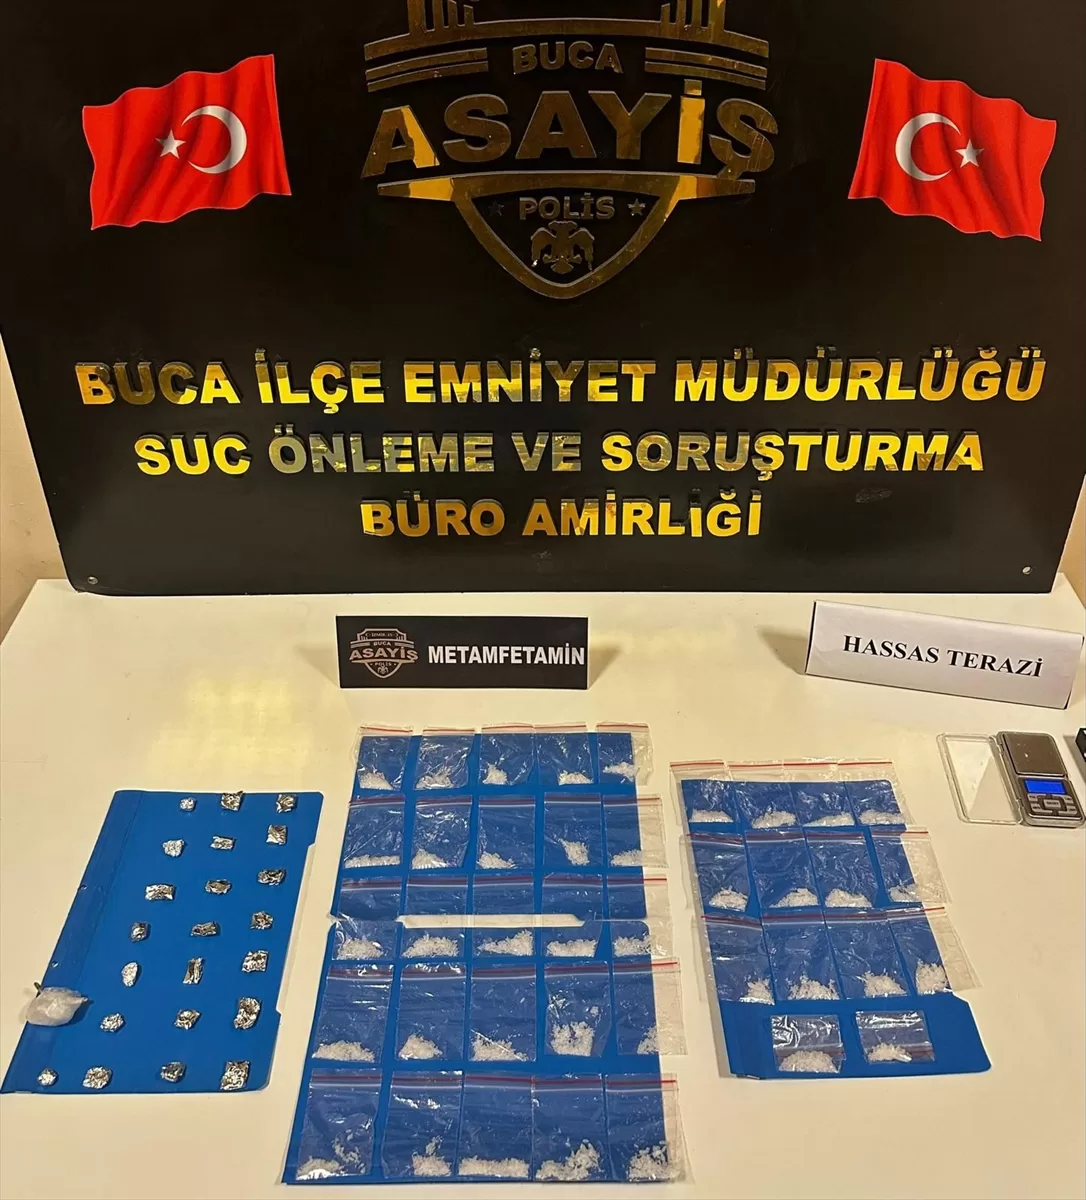 BUCA
ASAYİŞ
POLİS
BUCA İLÇE EMNİYET MÜDÜRLÜĞÜ
SUC ÖNLEME VE SORUŞTURMA
BÜRO AMİRLİĞİ
BUCA
ASAYİŞ
POLİS
METAMFETAMİN
HASSAS TERAZİ